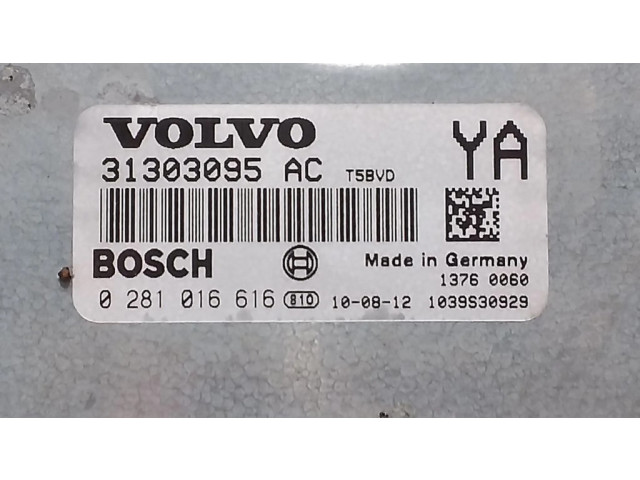 VOLVO YA
31303095 AC T5BVD
BOSCH Made in Germany
1376 0060
0 281 016 616 810 10-08-12 1039S30929